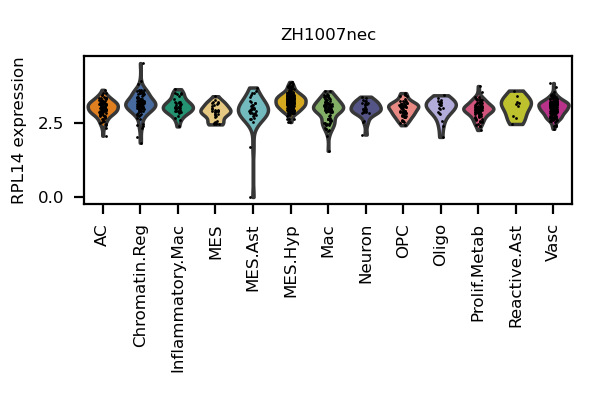 ZH1007nec
RPL14 expression
2.5
0.0
AC
Chromatin.Reg
Inflammatory.Mac
MES
MES.Ast
MES.Hyp
Mac
Neuron
OPC
Oligo
Prolif.Metab
Reactive.Ast
Vasc